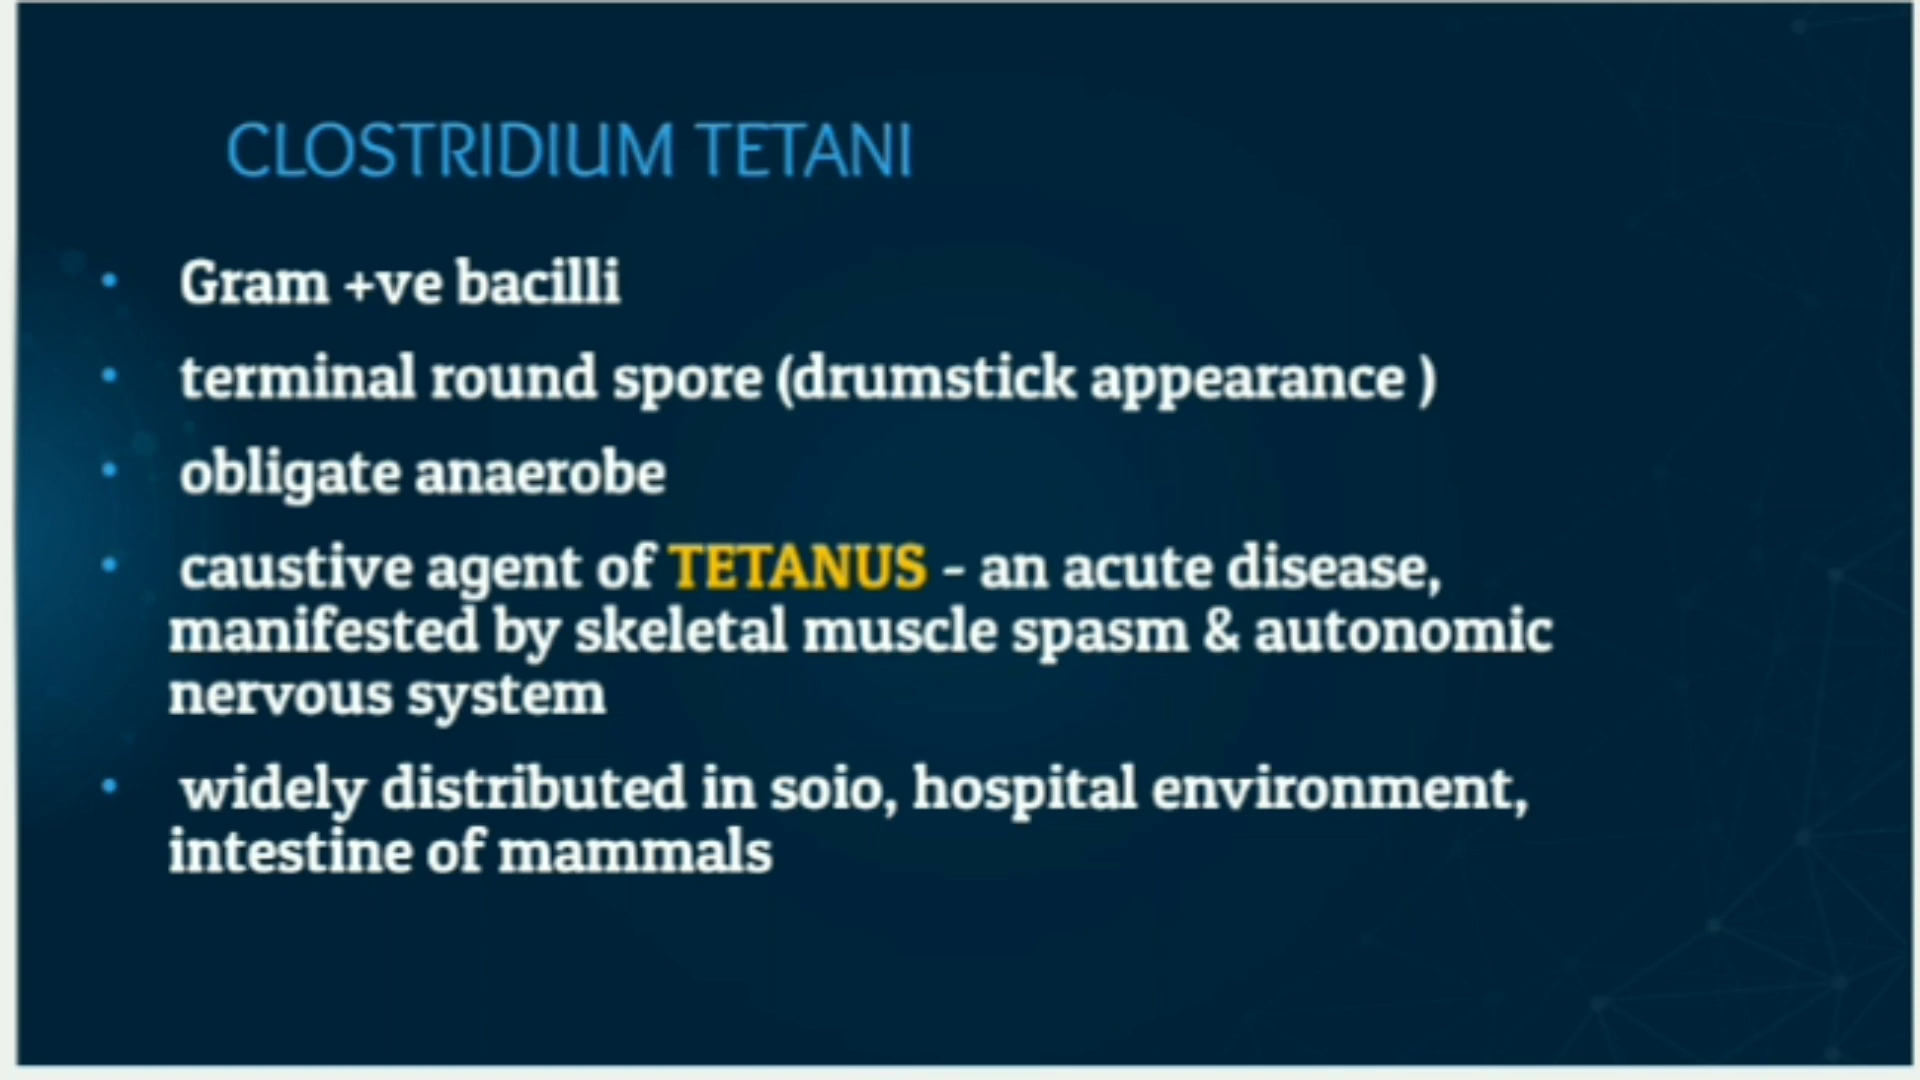 CLOSTRIDIUM TETANI
• Gram +ve bacilli
• terminal round spore (drumstick appearance )
• obligate anaerobe
• caustive agent of TETANUS - an acute disease,
manifested by skeletal muscle spasm & autonomic
nervous system
• widely distributed in soio, hospital environment,
intestine of mammals